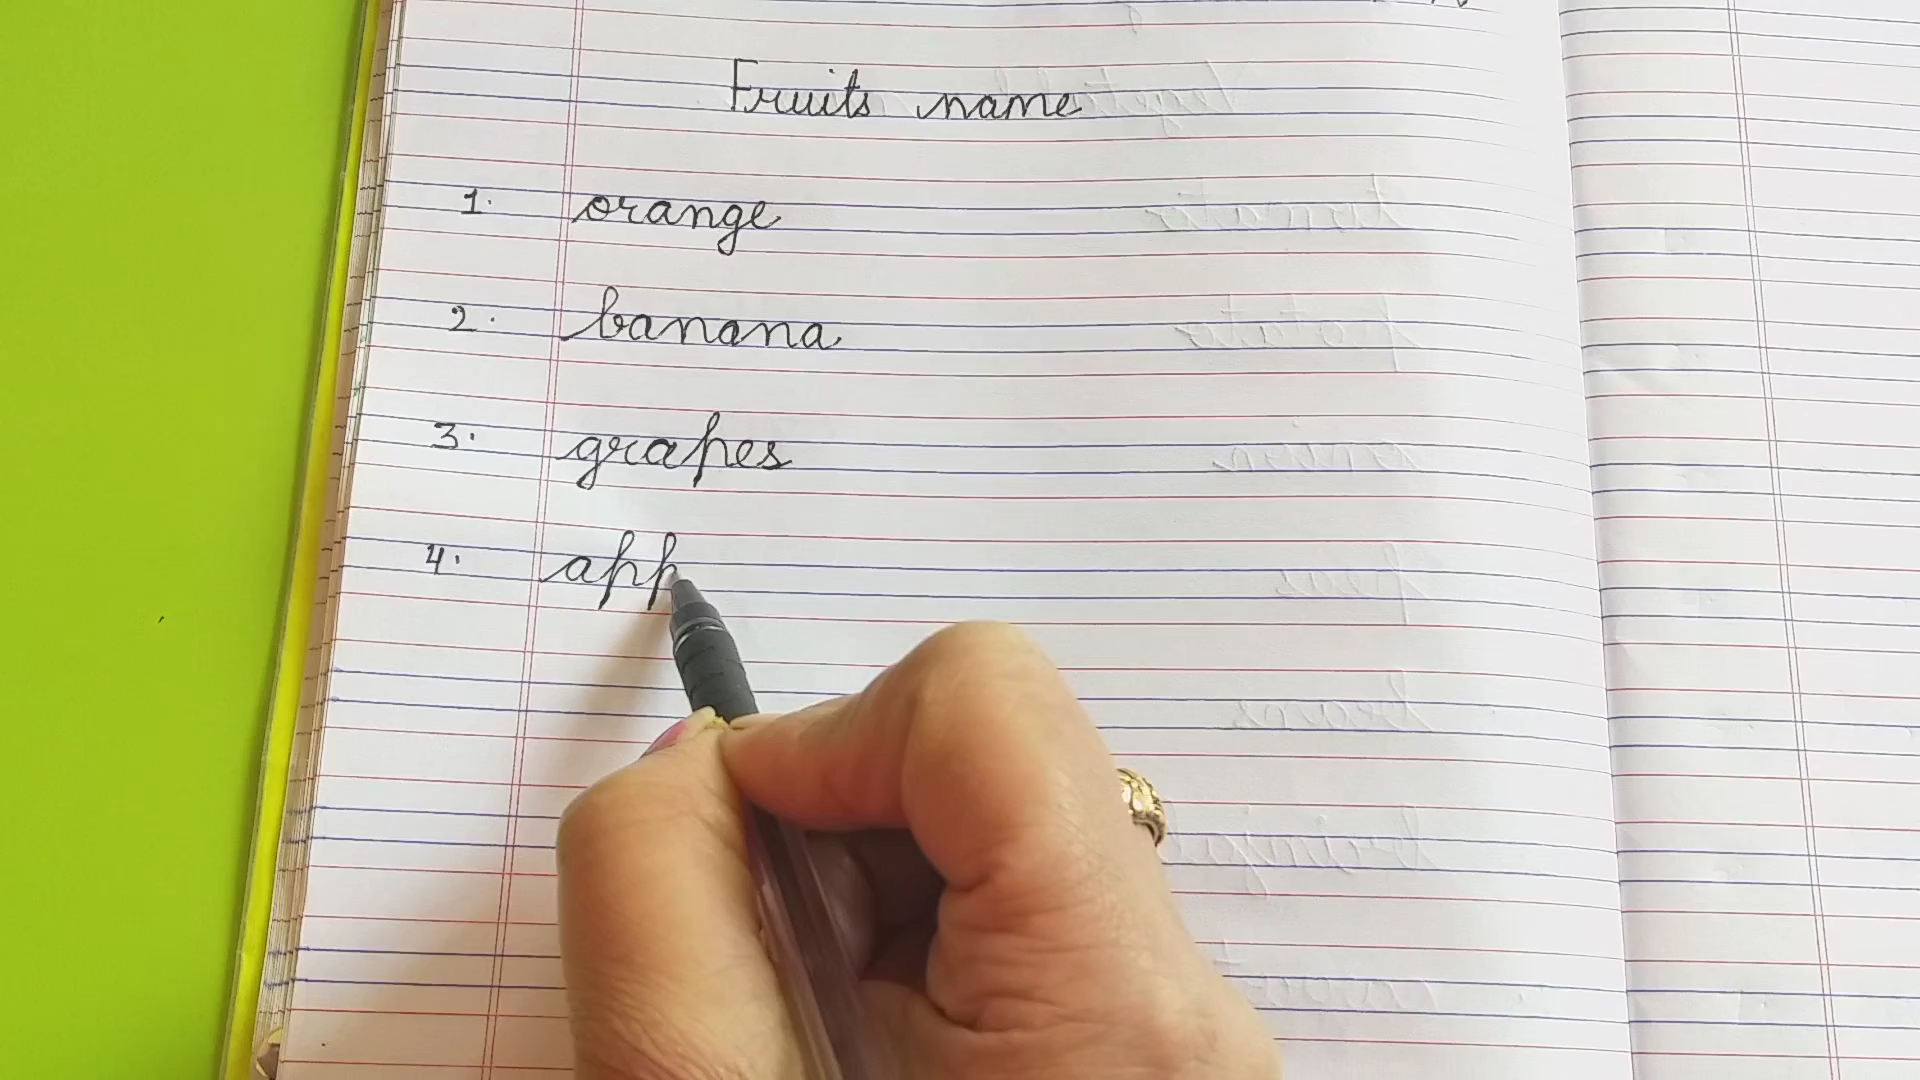 Fruits name
1. orange
2. banana
3. grapes
4. app